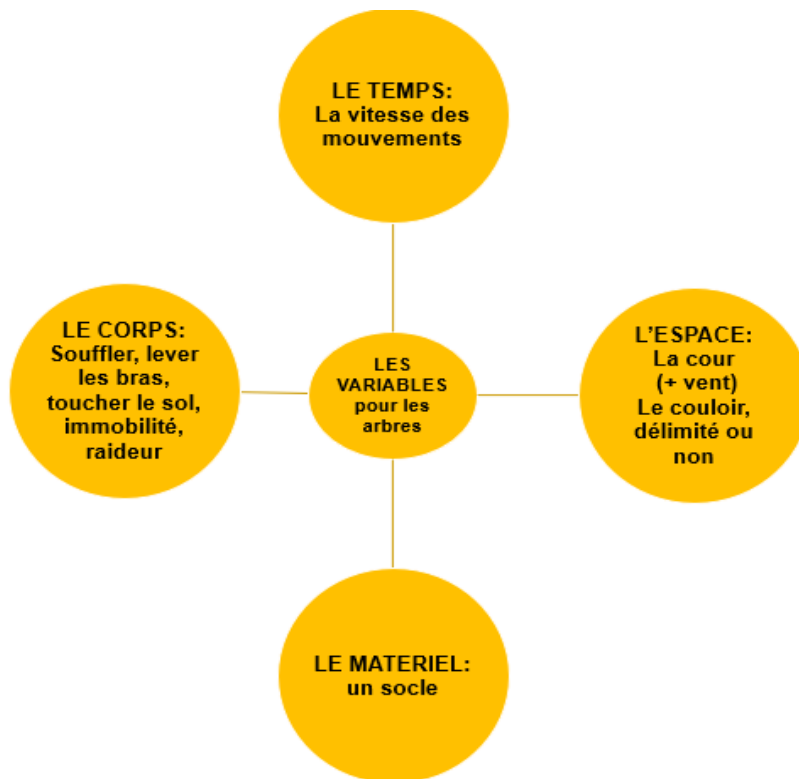 LE TEMPS:
La vitesse des
mouvements
LE CORPS:
Souffler, lever
les bras,
toucher le sol,
immobilité,
raideur
LES
VARIABLES
pour les
arbres
L'ESPACE:
La cour
(+ vent)
Le couloir,
délimité ou
non
LE MATERIEL:
un socle